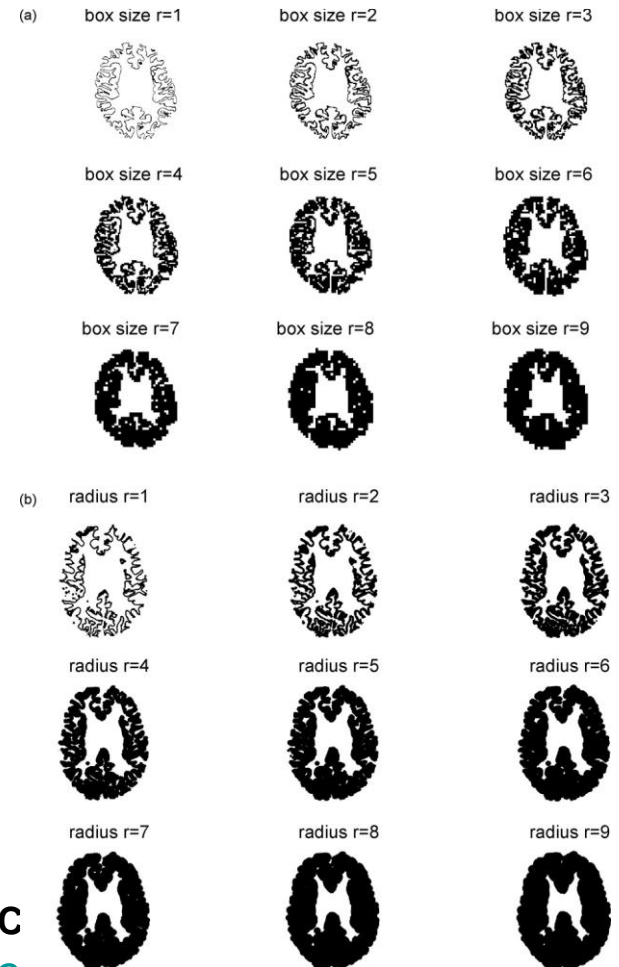 (a) box size r=1 box size r=2 box size r=3
box size r=4 box size r=5 box size r=6
box size r=7 box size r=8 box size r=9
(b) radius r=1 radius r=2 radius r=3
radius r=4 radius r=5 radius r=6
radius r=7 radius r=8 radius r=9